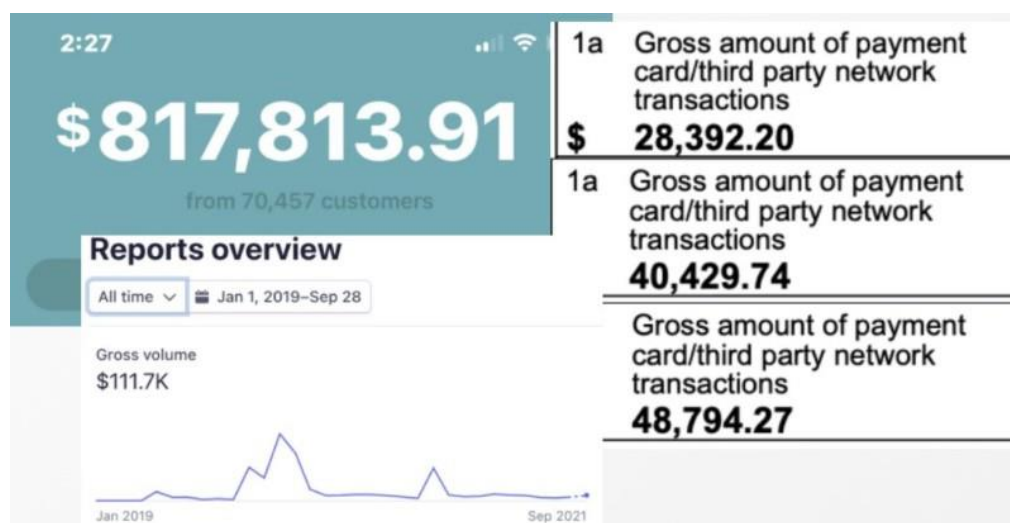 2:27
$817,813.91
from 70,457 customers
Reports overview
All time Jan 1, 2019–Sep 28
Gross volume
$111.7K
Jan 2019 Sep 2021
1a Gross amount of payment
card/third party network
transactions
$ 28,392.20
1a Gross amount of payment
card/third party network
transactions
40,429.74
Gross amount of payment
card/third party network
transactions
48,794.27